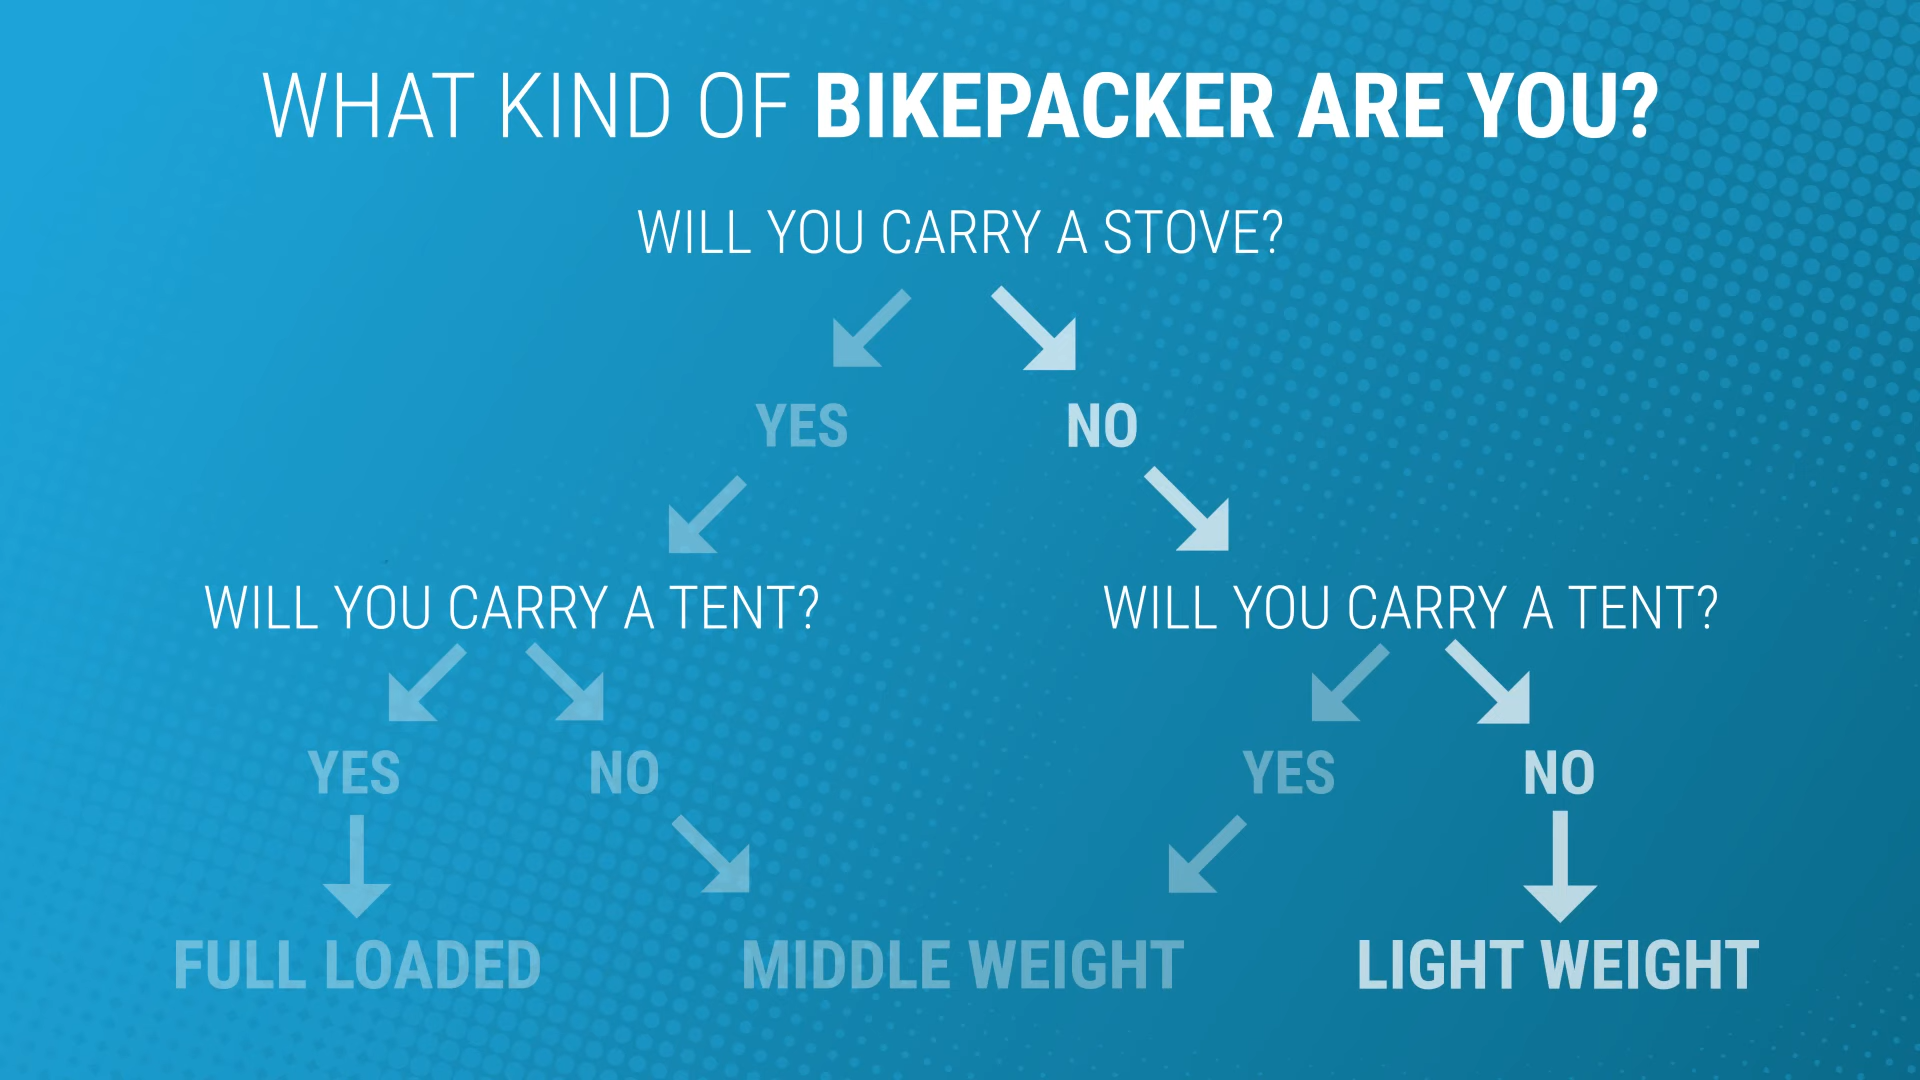 WHAT KIND OF BIKEPACKER ARE YOU?
WILL YOU CARRY A STOVE?
YES
NO
WILL YOU CARRY A TENT?
WILL YOU CARRY A TENT?
YES
NO
YES
NO
FULL LOADED
MIDDLE WEIGHT
LIGHT WEIGHT